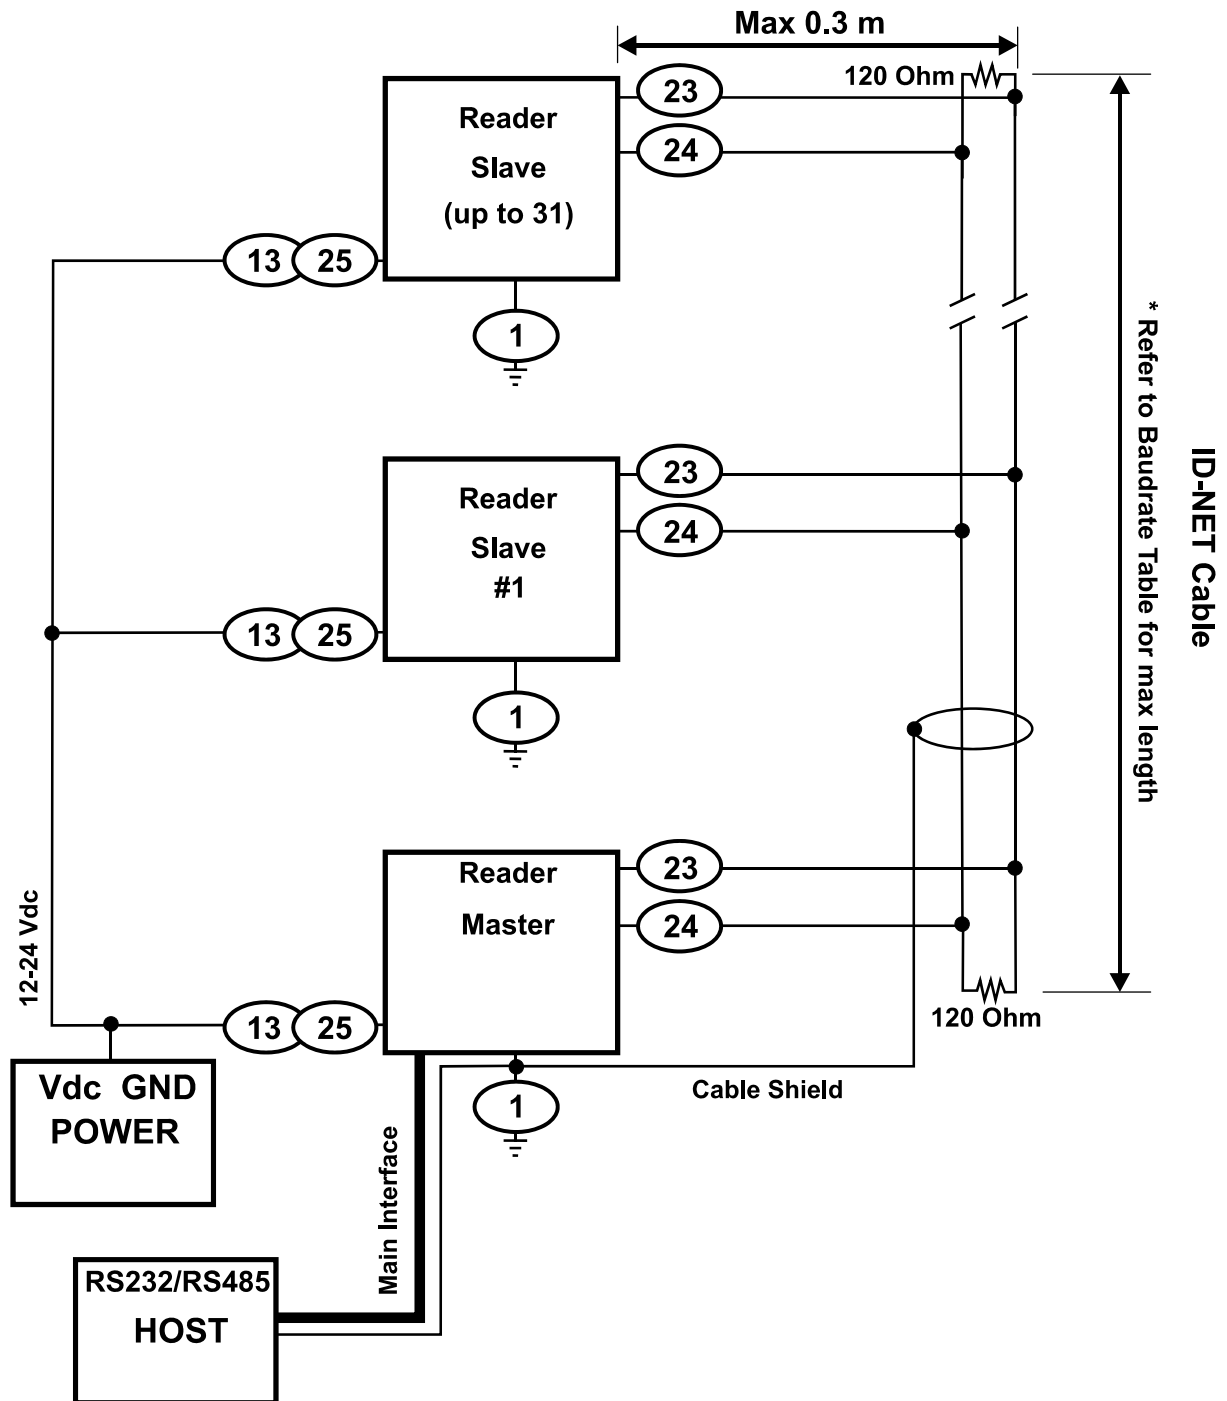 Max 0.3 m
120 Ohm
23
24
Reader
Slave
(up to 31)
13 25
1
23
24
Reader
Slave
#1
13 25
1
* Refer to Baudrate Table for max length
ID-NET Cable
23
24
Reader
Master
12-24 Vdc
13 25
120 Ohm
Vdc GND
POWER
Cable Shield
1
Main Interface
RS232/RS485
HOST